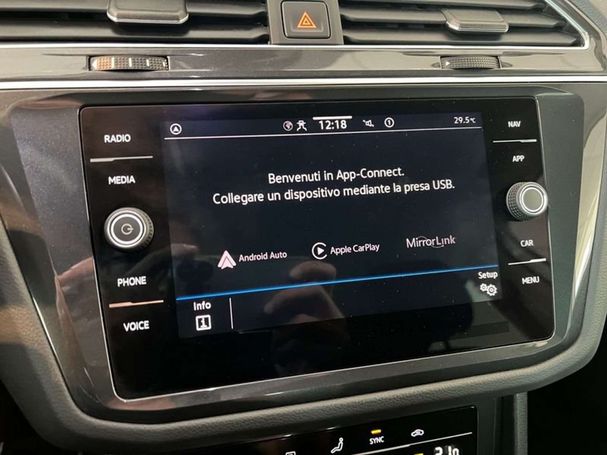 12:18
29.5°C
RADIO
NAV
MEDIA
APP
Benvenuti in App-Connect.
Collegare un dispositivo mediante la presa USB.
Android Auto
Apple CarPlay
MirrorLink
CAR
PHONE
Setup
MENU
Info
VOICE
SYNC